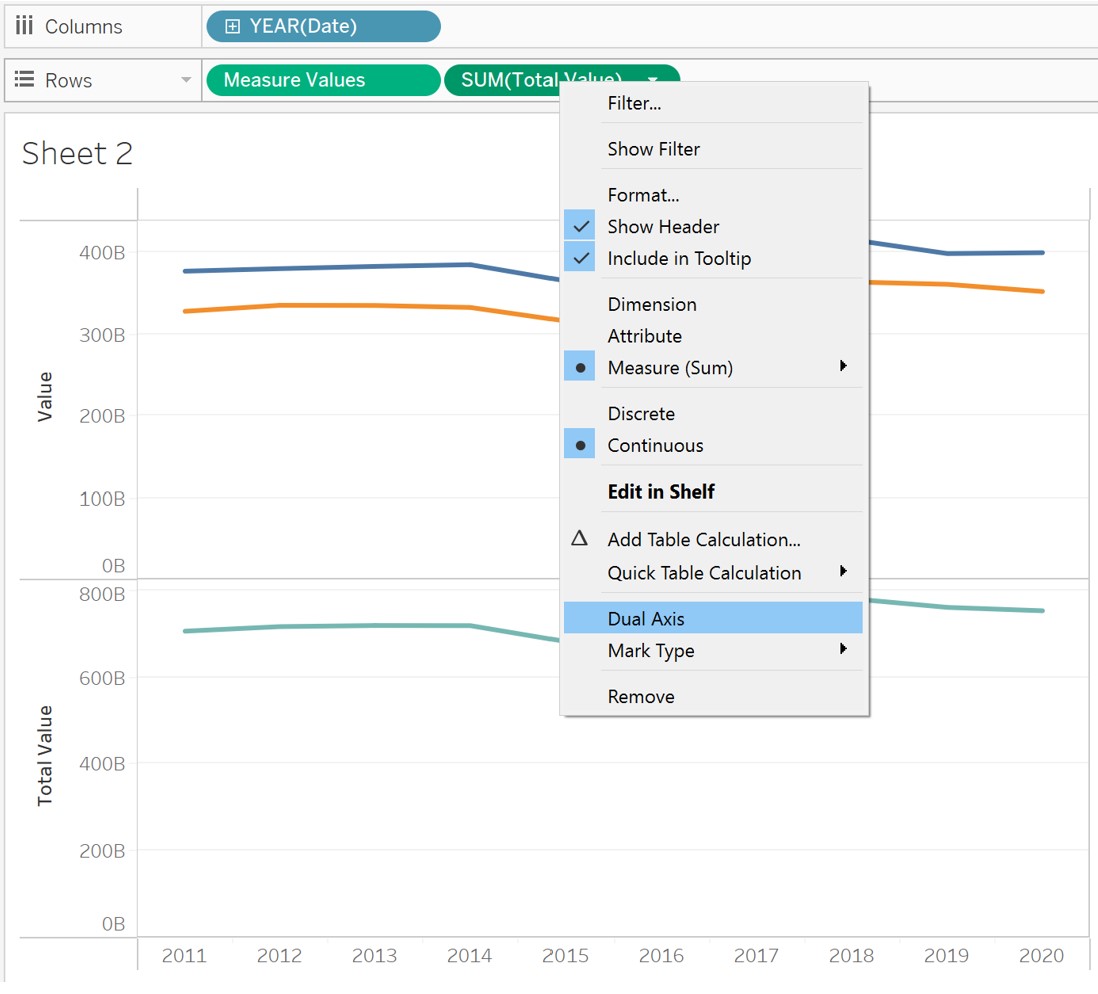 Columns
YEAR(Date)
Rows
Measure Values
SUM(Total Value)
Sheet 2
Filter...
Show Filter
Format...
Show Header
Include in Tooltip
Dimension
Attribute
Measure (Sum)
Discrete
Continuous
Edit in Shelf
Add Table Calculation...
Quick Table Calculation
Dual Axis
Mark Type
Remove
Value
400B
300B
200B
100B
0B
Total Value
800B
600B
400B
200B
0B
2011 2012 2013 2014 2015 2016 2017 2018 2019 2020